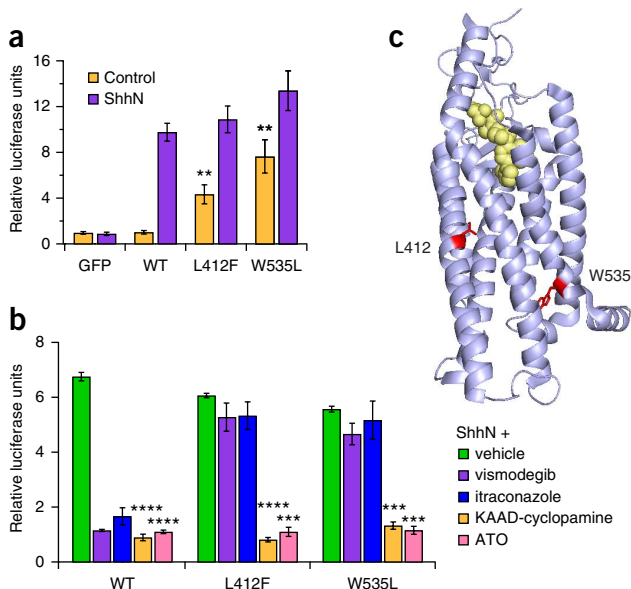 a
Relative luciferase units
Control
ShhN
16
12
8
4
0
**
**
GFP WT L412F W535L
b
Relative luciferase units
8
6
4
2
0
****
****
****
***
***
***
WT L412F W535L
c
L412
W535
ShhN +
vehicle
vismodegib
itraconazole
KAAD-cyclopamine
ATO